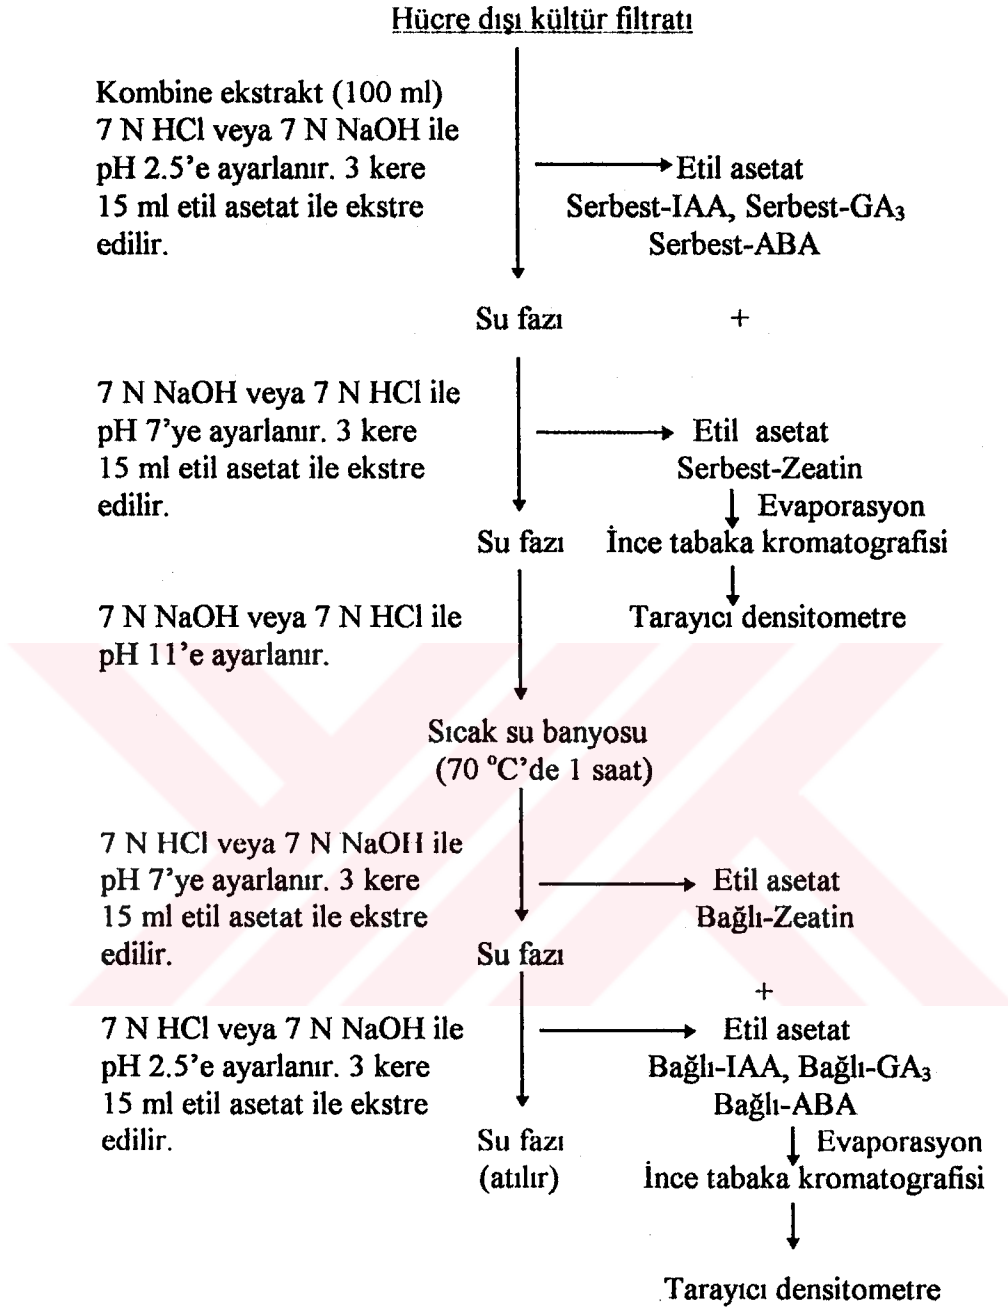 Hücre dışı kültür filtratı
Kombine ekstrakt (100 ml)
7 N HCl veya 7 N NaOH ile
pH 2.5’e ayarlanır. 3 kere
15 ml etil asetat ile ekstre
edilir.
Etil asetat
Serbest-IAA, Serbest-GA₃
Serbest-ABA
Su fazı
+
7 N NaOH veya 7 N HCl ile
pH 7’ye ayarlanır. 3 kere
15 ml etil asetat ile ekstre
edilir.
Etil asetat
Serbest-Zeatin
Evaporasyon
Su fazı
İnce tabaka kromatografisi
7 N NaOH veya 7 N HCl ile
pH 11’e ayarlanır.
Tarayıcı densitometre
Sıcak su banyosu
(70 °C’de 1 saat)
7 N HCl veya 7 N NaOH ile
pH 7’ye ayarlanır. 3 kere
15 ml etil asetat ile ekstre
edilir.
Etil asetat
Bağlı-Zeatin
Su fazı
+
7 N HCl veya 7 N NaOH ile
pH 2.5’e ayarlanır. 3 kere
15 ml etil asetat ile ekstre
edilir.
Etil asetat
Bağlı-IAA, Bağlı-GA₃
Bağlı-ABA
Su fazı
(atılır)
Evaporasyon
İnce tabaka kromatografisi
Tarayıcı densitometre